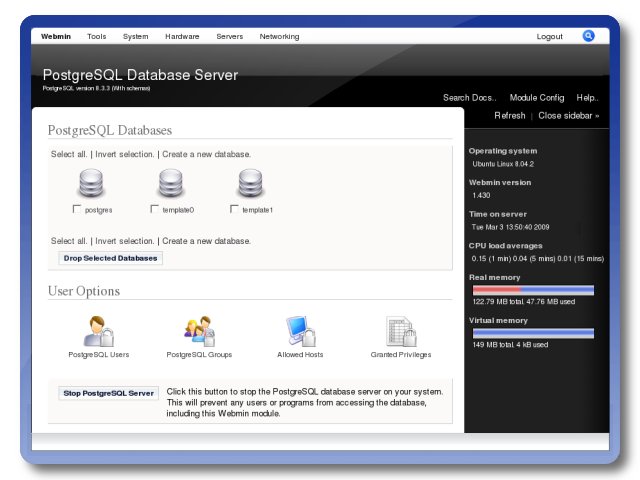 Webmin Tools System Hardware Servers Networking Logout
PostgreSQL Database Server
PostgreSQL version 8.3.3 (With schemas)
Search Docs.. Module Config Help..
Refresh | Close sidebar »
PostgreSQL Databases
Select all. | Invert selection. | Create a new database.
postgres template0 template1
Select all. | Invert selection. | Create a new database.
Drop Selected Databases
User Options
PostgreSQL Users PostgreSQL Groups Allowed Hosts Granted Privileges
Stop PostgreSQL Server
Click this button to stop the PostgreSQL database server on your system.
This will prevent any users or programs from accessing the database,
including this Webmin module.
Operating system
Ubuntu Linux 8.04.2
Webmin version
1.430
Time on server
Tue Mar 3 13:50:40 2009
CPU load averages
0.15 (1 min) 0.04 (5 mins) 0.01 (15 mins)
Real memory
122.79 MB total, 47.76 MB used
Virtual memory
149 MB total, 4 kB used